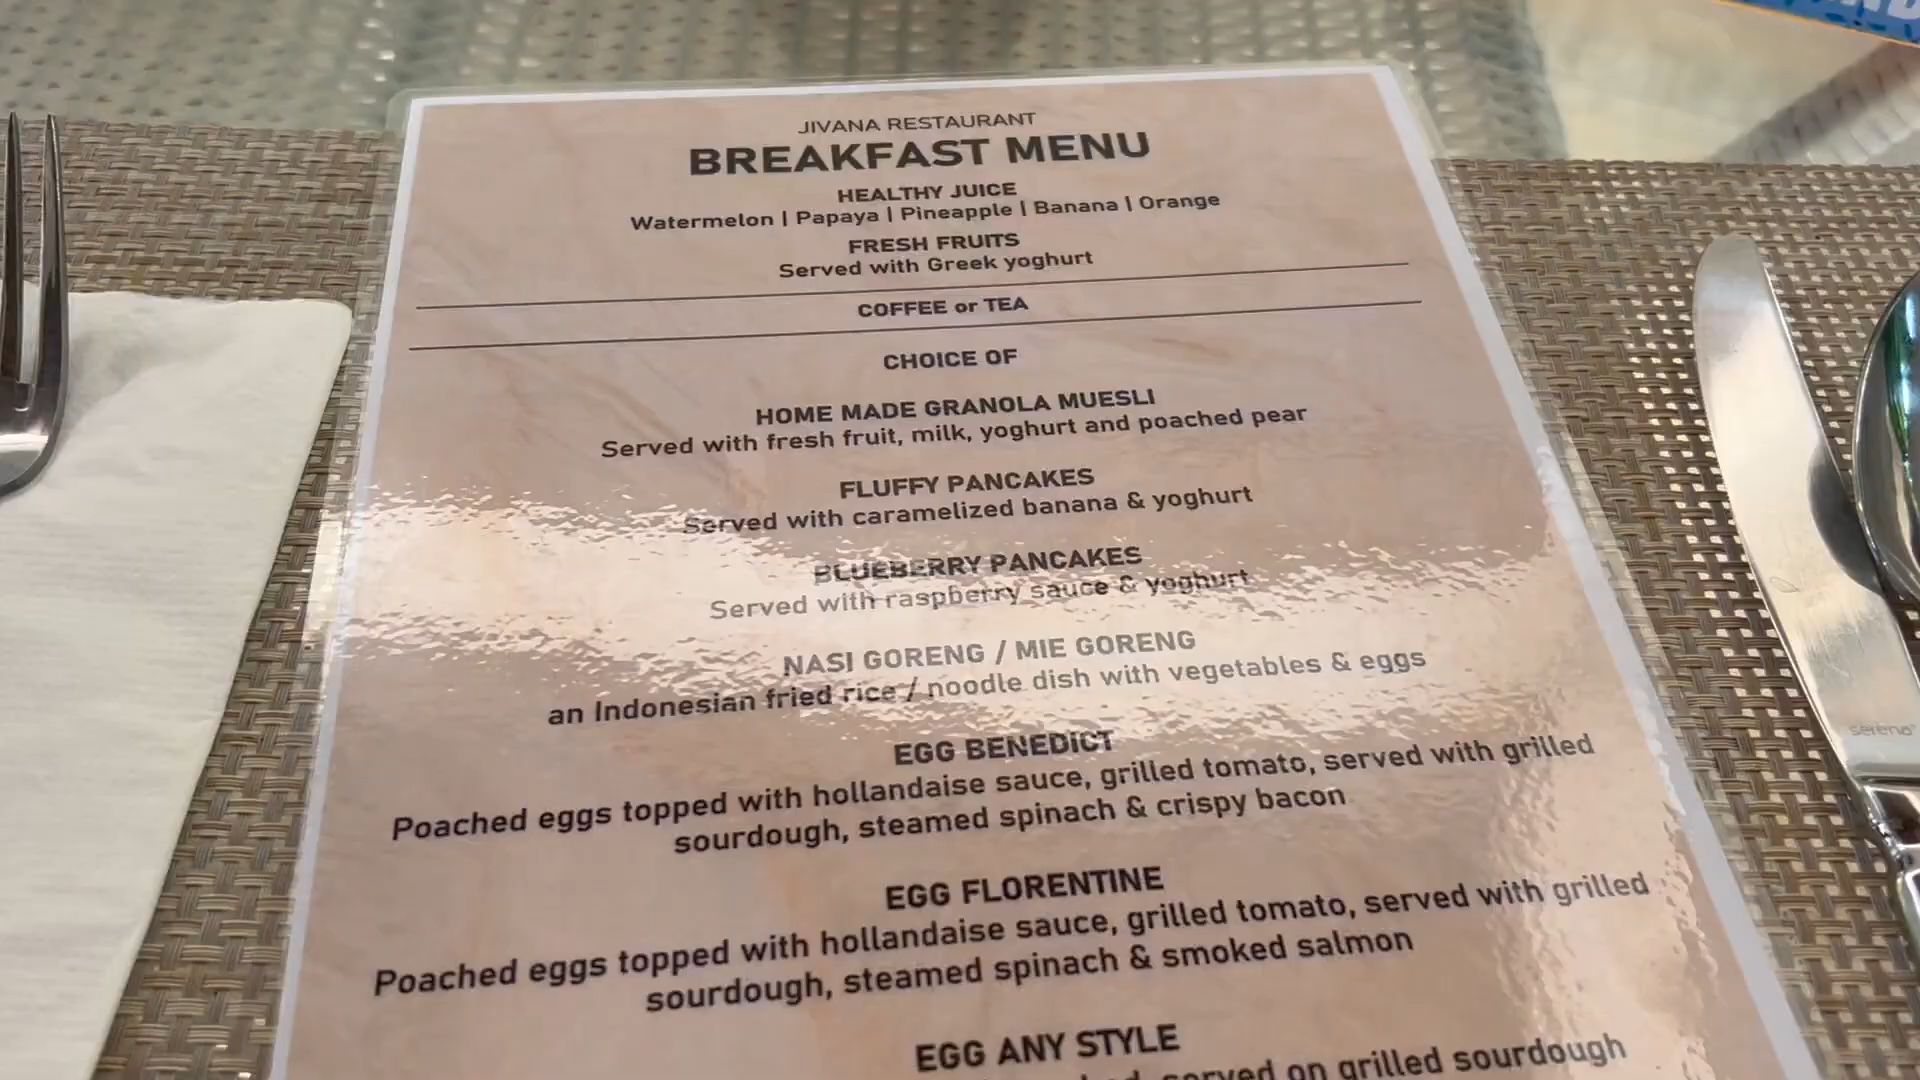 JIVANA RESTAURANT
BREAKFAST MENU
HEALTHY JUICE
Watermelon | Papaya | Pineapple | Banana | Orange
FRESH FRUITS
Served with Greek yoghurt
COFFEE or TEA
CHOICE OF
HOME MADE GRANOLA MUESLI
Served with fresh fruit, milk, yoghurt and poached pear
FLUFFY PANCAKES
Served with caramelized banana & yoghurt
BLUEBERRY PANCAKES
Served with raspberry sauce & yoghurt
NASI GORENG / MIE GORENG
an Indonesian fried rice / noodle dish with vegetables & eggs
EGG BENEDICT
Poached eggs topped with hollandaise sauce, grilled tomato, served with grilled
sourdough, steamed spinach & crispy bacon
EGG FLORENTINE
Poached eggs topped with hollandaise sauce, grilled tomato, served with grilled
sourdough, steamed spinach & smoked salmon
EGG ANY STYLE
served on grilled sourdough
serena